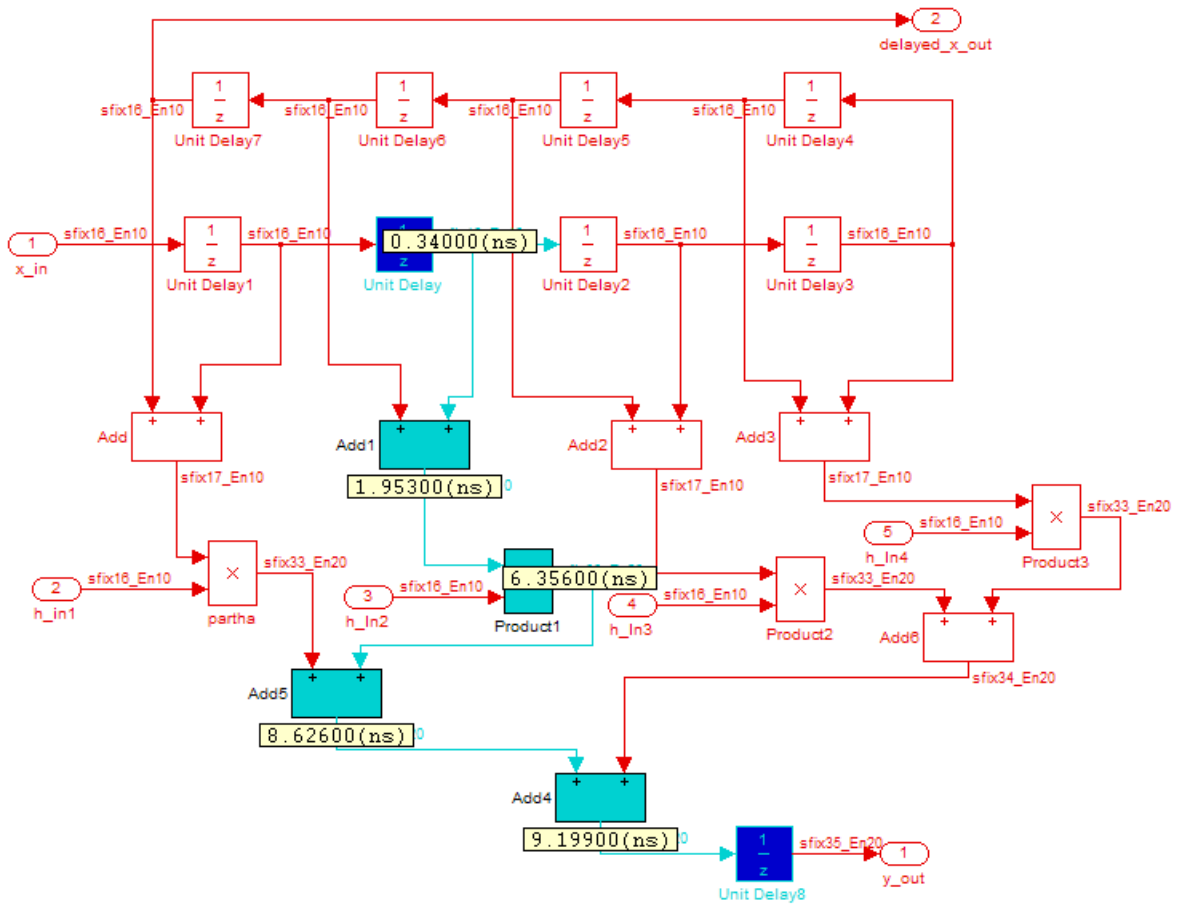 2
delayed_x_out
1
z
1
z
1
z
1
z
sfix16_En10
sfix16_En10
sfix16_En10
sfix16_En10
Unit Delay7
Unit Delay6
Unit Delay5
Unit Delay4
1
x_in
sfix16_En10
1
z
sfix16_En10
1
z
0.34000(ns)
1
z
sfix16_En10
1
z
sfix16_En10
Unit Delay1
Unit Delay
Unit Delay2
Unit Delay3
Add
+ +
Add1
+ +
Add2
+ +
Add3
+ +
sfix17_En10
1.95300(ns) 0
sfix17_En10
sfix17_En10
5
h_In4
sfix16_En10
×
sfix33_En20
Product3
2
h_in1
sfix16_En10
×
sfix33_En20
partha
3
h_In2
sfix16_En10
6.35600(ns)
Product1
4
h_In3
sfix16_En10
×
sfix33_En20
Product2
Add6
+ +
sfix34_En20
Add5
+ +
8.62600(ns) 0
Add4
+ +
9.19900(ns) 0
1
z
sfix35_En20
1
y_out
Unit Delay8